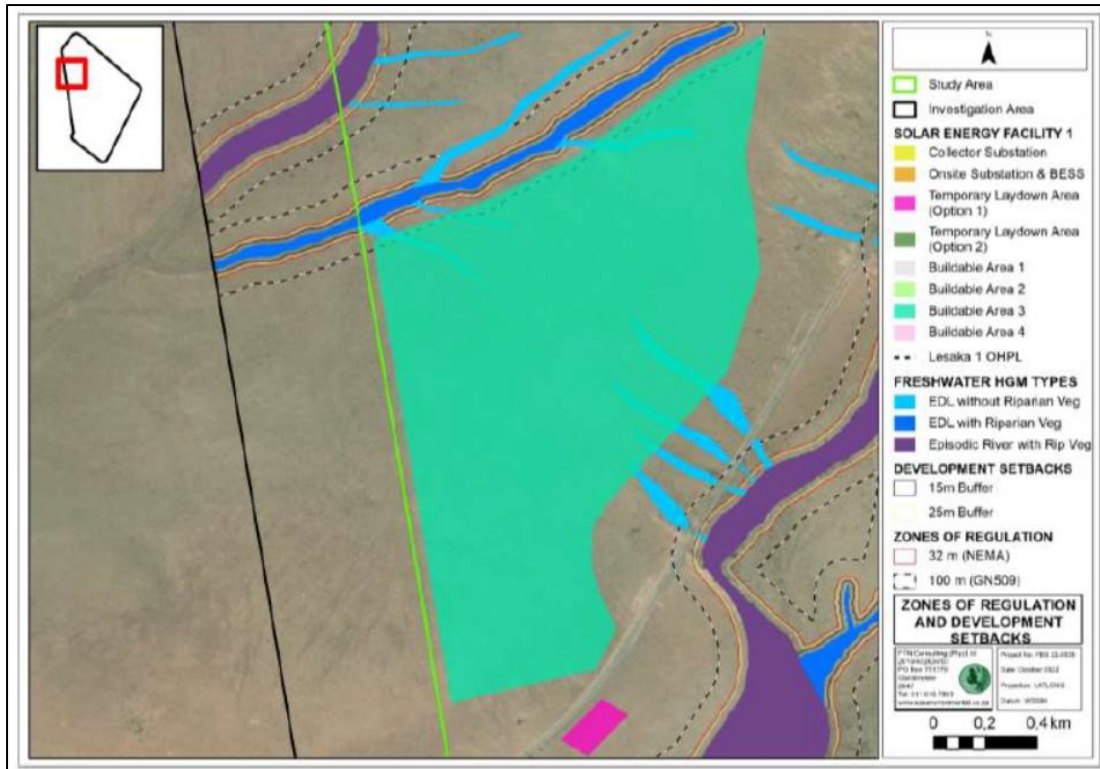 N
Study Area
Investigation Area
SOLAR ENERGY FACILITY 1
Collector Substation
Onsite Substation & BESS
Temporary Laydown Area
(Option 1)
Temporary Laydown Area
(Option 2)
Buildable Area 1
Buildable Area 2
Buildable Area 3
Buildable Area 4
Lesaka 1 OHPL
FRESHWATER HGM TYPES
EDL without Riparian Veg
EDL with Riparian Veg
Episodic River with Rip Veg
DEVELOPMENT SETBACKS
15m Buffer
25m Buffer
ZONES OF REGULATION
32 m (NEMA)
100 m (GN509)
ZONES OF REGULATION
AND DEVELOPMENT
SETBACKS
Date: October 2022
0 0,2 0,4 km